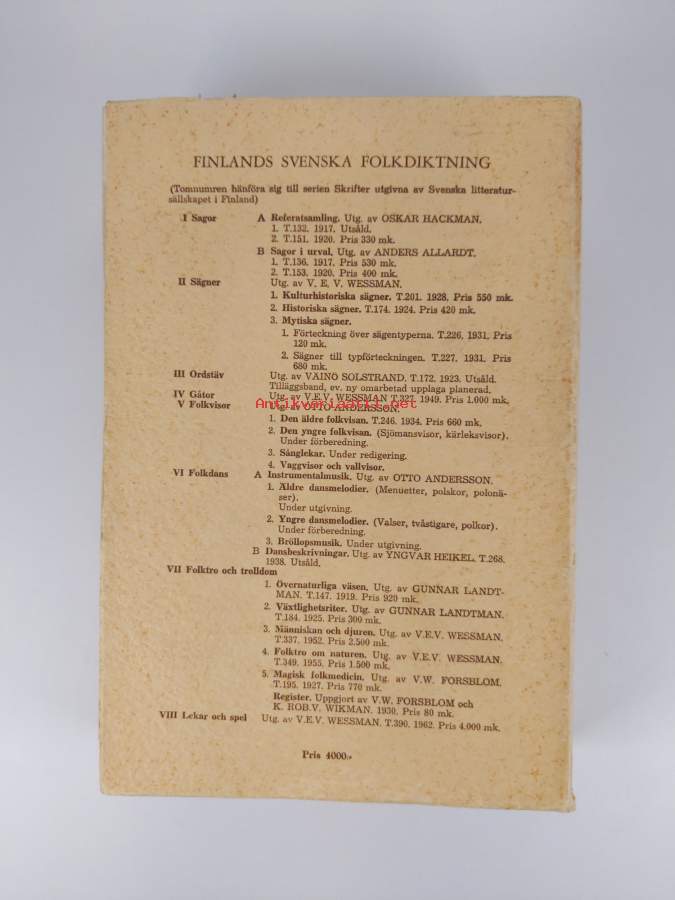 FINLANDS SVENSKA FOLKDIKTNING
(Tomnumren hänföra sig till serien Skrifter utgivna av Svenska litteratur-
sällskapet i Finland)
I Sagor A Referatsamling. Utg. av OSKAR HACKMAN.
1. T.132. 1917. Utsåld.
2. T.151. 1920. Pris 330 mk.
B Sagor i urval. Utg. av ANDERS ALLARDT.
1. T.136. 1917. Pris 530 mk.
2. T.153. 1920. Pris 400 mk.
II Sägner Utg. av V. E. V. WESSMAN.
1. Kulturhistoriska sägner. T.201. 1928. Pris 550 mk.
2. Historiska sägner. T.174. 1924. Pris 420 mk.
3. Mytiska sägner.
1. Förteckning över sägentyperna. T.226. 1931. Pris
120 mk.
2. Sägner till typförteckningen. T.227. 1931. Pris
680 mk.
III Ordstäv Utg. av VÄINÖ SOLSTRAND. T.172. 1923. Utsåld.
Tilläggsband, ev. ny omarbetad upplaga planerad.
IV Gåtor Utg. av V.E.V. WESSMAN T.327. 1949. Pris 1.000 mk.
Antikvariaatti.net
V Folkvisor Utg. av OTTO ANDERSSON.
1. Den äldre folkvisan. T.246. 1934. Pris 660 mk.
2. Den yngre folkvisan. (Sjömansvisor, kärleksvisor).
Under förberedning.
3. Sånglekar. Under redigering.
4. Vaggvisor och vallvisor.
VI Folkdans A Instrumentalmusik. Utg. av OTTO ANDERSSON.
1. Äldre dansmelodier. (Menuetter, polskor, polonä-
ser).
Under utgivning.
2. Yngre dansmelodier. (Valser, tvåstigare, polkor).
Under förberedning.
3. Bröllopsmusik. Under utgivning.
B Dansbeskrivningar. Utg. av YNGVAR HEIKEL. T.268.
1938. Utsåld.
VII Folktro och trolldom
1. Övernaturliga väsen. Utg. av GUNNAR LANDT-
MAN. T.147. 1919. Pris 920 mk.
2. Växtlighetsriter. Utg. av GUNNAR LANDTMAN.
T.184. 1925. Pris 300 mk.
3. Människan och djuren. Utg. av V.E.V. WESSMAN.
T.337. 1952. Pris 2.500 mk.
4. Folktro om naturen. Utg. av V.E.V. WESSMAN.
T.349. 1955. Pris 1.500 mk.
5. Magisk folkmedicin. Utg. av V.W. FORSBLOM.
T.195. 1927. Pris 770 mk.
Register. Uppgjort av V.W. FORSBLOM och
K. ROB.V. WIKMAN. 1930. Pris 80 mk.
VIII Lekar och spel Utg. av V.E.V. WESSMAN. T.390. 1962. Pris 4.000 mk.
Pris 4000:-